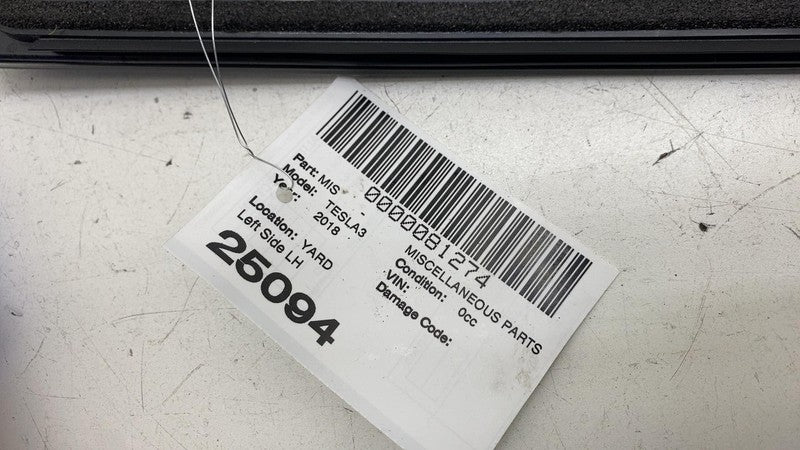 0000081274
Part: MIS - MISCELLANEOUS PARTS
Model: TESLA3 Condition: 0cc
Year: 2018 VIN:
Damage Code:
Location: YARD
Left Side LH
25094